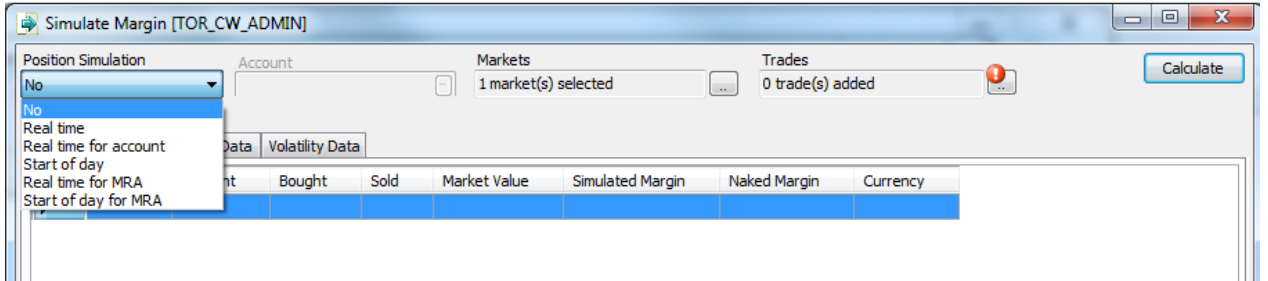 Simulate Margin [TOR_CW_ADMIN]
Position Simulation Account Markets Trades
No 1 market(s) selected .. 0 trade(s) added .. Calculate
No
Real time
Real time for account
Start of day
Real time for MRA
Start of day for MRA
Data Volatility Data
Bought Sold Market Value Simulated Margin Naked Margin Currency